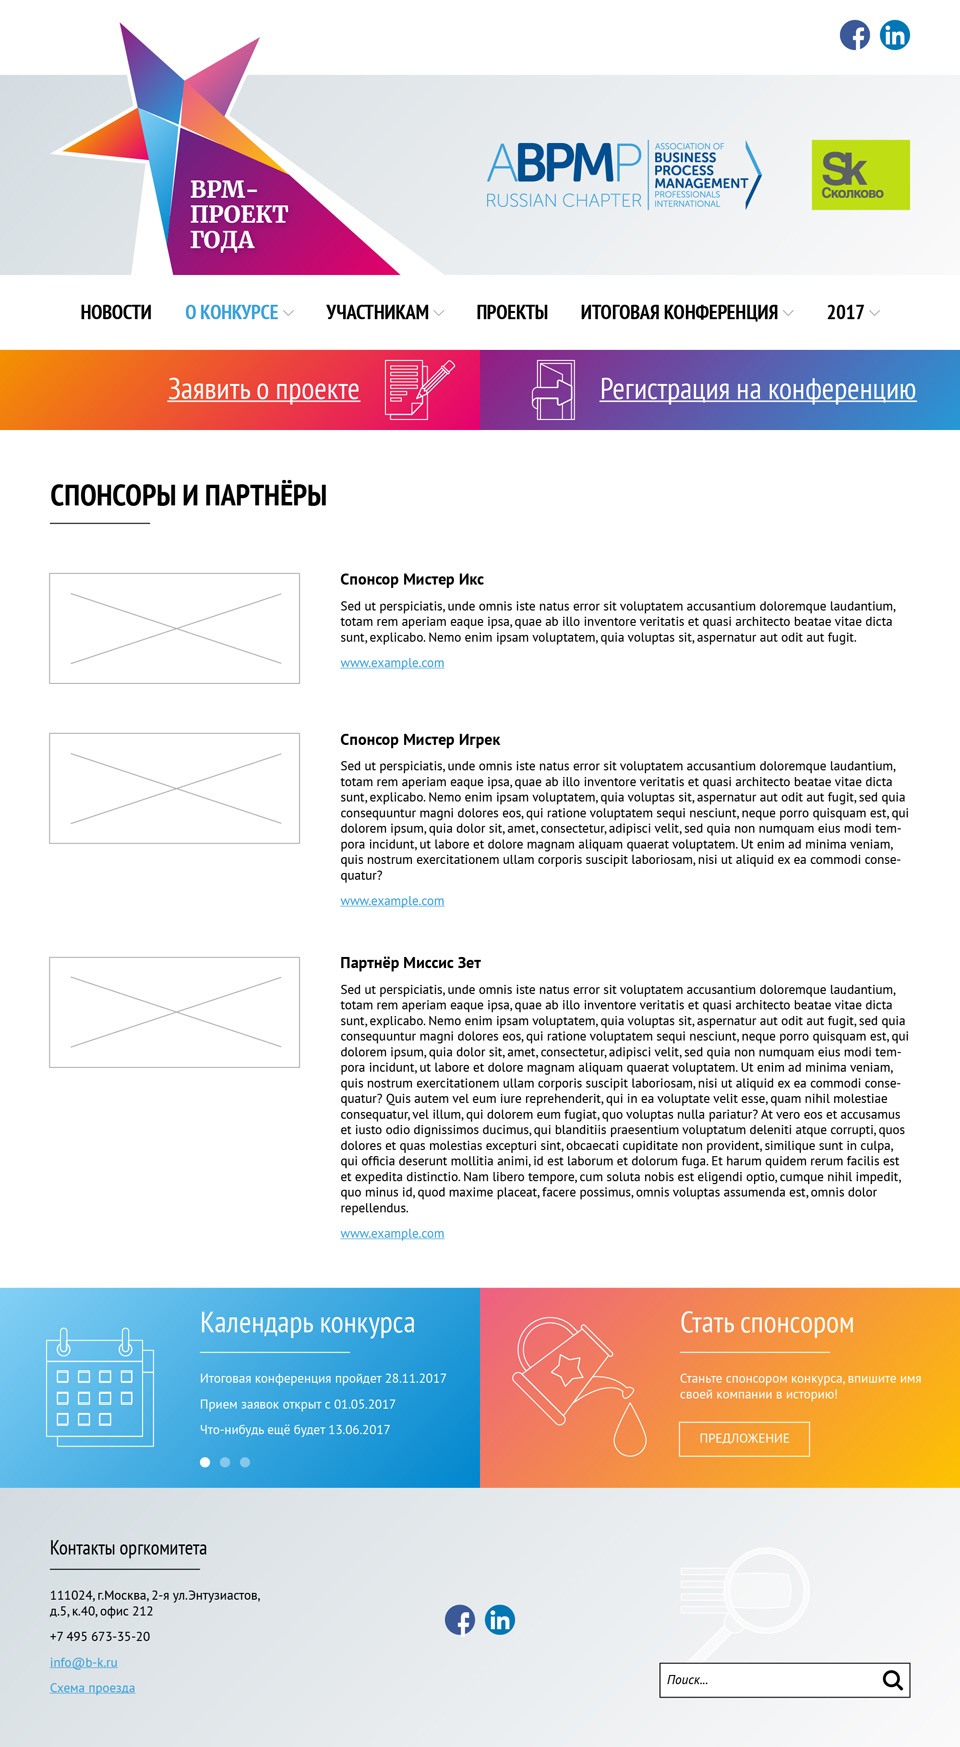 ВРМ-
ПРОЕКТ
ГОДА
ABPMP
RUSSIAN CHAPTER
ASSOCIATION OF
BUSINESS
PROCESS
MANAGEMENT
PROFESSIONALS
INTERNATIONAL
Sk
Сколково
НОВОСТИ О КОНКУРСЕ УЧАСТНИКАМ ПРОЕКТЫ ИТОГОВАЯ КОНФЕРЕНЦИЯ 2017
Заявить о проекте
Регистрация на конференцию
СПОНСОРЫ И ПАРТНЁРЫ
Спонсор Мистер Икс
Sed ut perspiciatis, unde omnis iste natus error sit voluptatem accusantium doloremque laudantium,
totam rem aperiam eaque ipsa, quae ab illo inventore veritatis et quasi architecto beatae vitae dicta
sunt, explicabo. Nemo enim ipsam voluptatem, quia voluptas sit, aspernatur aut odit aut fugit.
www.example.com
Спонсор Мистер Игрек
Sed ut perspiciatis, unde omnis iste natus error sit voluptatem accusantium doloremque laudantium,
totam rem aperiam eaque ipsa, quae ab illo inventore veritatis et quasi architecto beatae vitae dicta
sunt, explicabo. Nemo enim ipsam voluptatem, quia voluptas sit, aspernatur aut odit aut fugit, sed quia
consequuntur magni dolores eos, qui ratione voluptatem sequi nesciunt, neque porro quisquam est, qui
dolorem ipsum, quia dolor sit, amet, consectetur, adipisci velit, sed quia non numquam eius modi tem-
pora incidunt, ut labore et dolore magnam aliquam quaerat voluptatem. Ut enim ad minima veniam,
quis nostrum exercitationem ullam corporis suscipit laboriosam, nisi ut aliquid ex ea commodi conse-
quatur?
www.example.com
Партнёр Миссис Зет
Sed ut perspiciatis, unde omnis iste natus error sit voluptatem accusantium doloremque laudantium,
totam rem aperiam eaque ipsa, quae ab illo inventore veritatis et quasi architecto beatae vitae dicta
sunt, explicabo. Nemo enim ipsam voluptatem, quia voluptas sit, aspernatur aut odit aut fugit, sed quia
consequuntur magni dolores eos, qui ratione voluptatem sequi nesciunt, neque porro quisquam est, qui
dolorem ipsum, quia dolor sit, amet, consectetur, adipisci velit, sed quia non numquam eius modi tem-
pora incidunt, ut labore et dolore magnam aliquam quaerat voluptatem. Ut enim ad minima veniam,
quis nostrum exercitationem ullam corporis suscipit laboriosam, nisi ut aliquid ex ea commodi conse-
quatur? Quis autem vel eum iure reprehenderit, qui in ea voluptate velit esse, quam nihil molestiae
consequatur, vel illum, qui dolorem eum fugiat, quo voluptas nulla pariatur? At vero eos et accusamus
et iusto odio dignissimos ducimus, qui blanditiis praesentium voluptatum deleniti atque corrupti, quos
dolores et quas molestias excepturi sint, obcaecati cupiditate non provident, similique sunt in culpa,
qui officia deserunt mollitia animi, id est laborum et dolorum fuga. Et harum quidem rerum facilis est
et expedita distinctio. Nam libero tempore, cum soluta nobis est eligendi optio, cumque nihil impedit,
quo minus id, quod maxime placeat, facere possimus, omnis voluptas assumenda est, omnis dolor
repellendus.
www.example.com
Календарь конкурса
Итоговая конференция пройдет 28.11.2017
Прием заявок открыт с 01.05.2017
Что-нибудь ещё будет 13.06.2017
Стать спонсором
Станьте спонсором конкурса, впишите имя
своей компании в историю!
ПРЕДЛОЖЕНИЕ
Контакты оргкомитета
111024, г.Москва, 2-я ул.Энтузиастов,
д.5, к.40, офис 212
+7 495 673-35-20
info@b-k.ru
Схема проезда
Поиск...